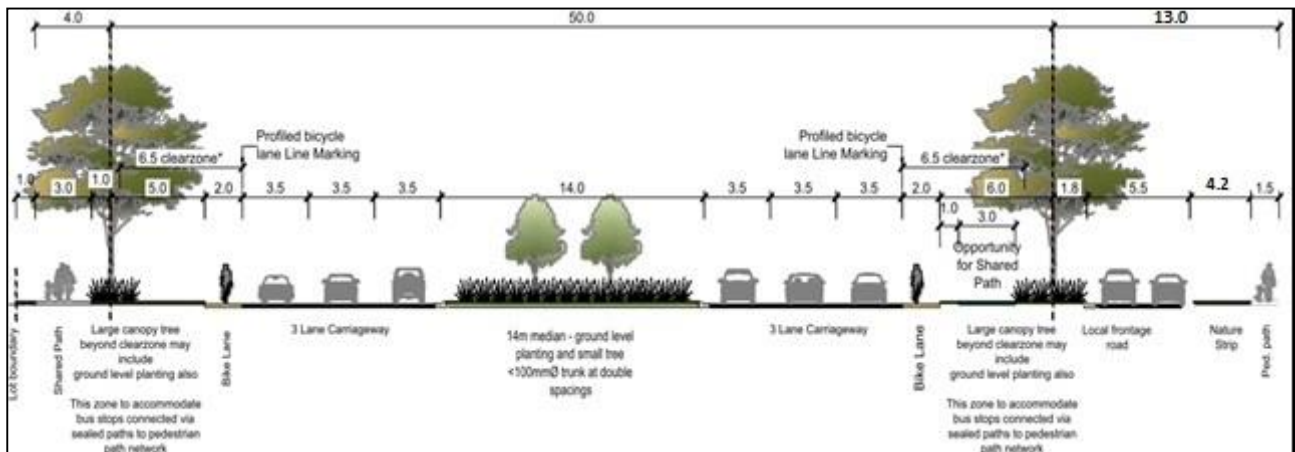 4.0 50.0 13.0
Profiled bicycle
lane Line Marking
6.5 clearzone*
Profiled bicycle
lane Line Marking
6.5 clearzone*
1.0 3.0 1.0 5.0 2.0 3.5 3.5 3.5 14.0 3.5 3.5 3.5 2.0 6.0 1.8 5.5 4.2 1.5
1.0 3.0
Opportunity
for Shared
Path
Lot boundary
Shared Path
Large canopy tree
beyond clearzone may
include
ground level planting also
This zone to accommodate
bus stops connected via
sealed paths to pedestrian
path network
Bike Lane
3 Lane Carriageway
14m median - ground level
planting and small tree
<100mmØ trunk at double
spacings
3 Lane Carriageway
Bike Lane
Large canopy tree
beyond clearzone may
include
ground level planting also
This zone to accommodate
bus stops connected via
sealed paths to pedestrian
path network
Local frontage
road
Nature
Strip
Ped. path